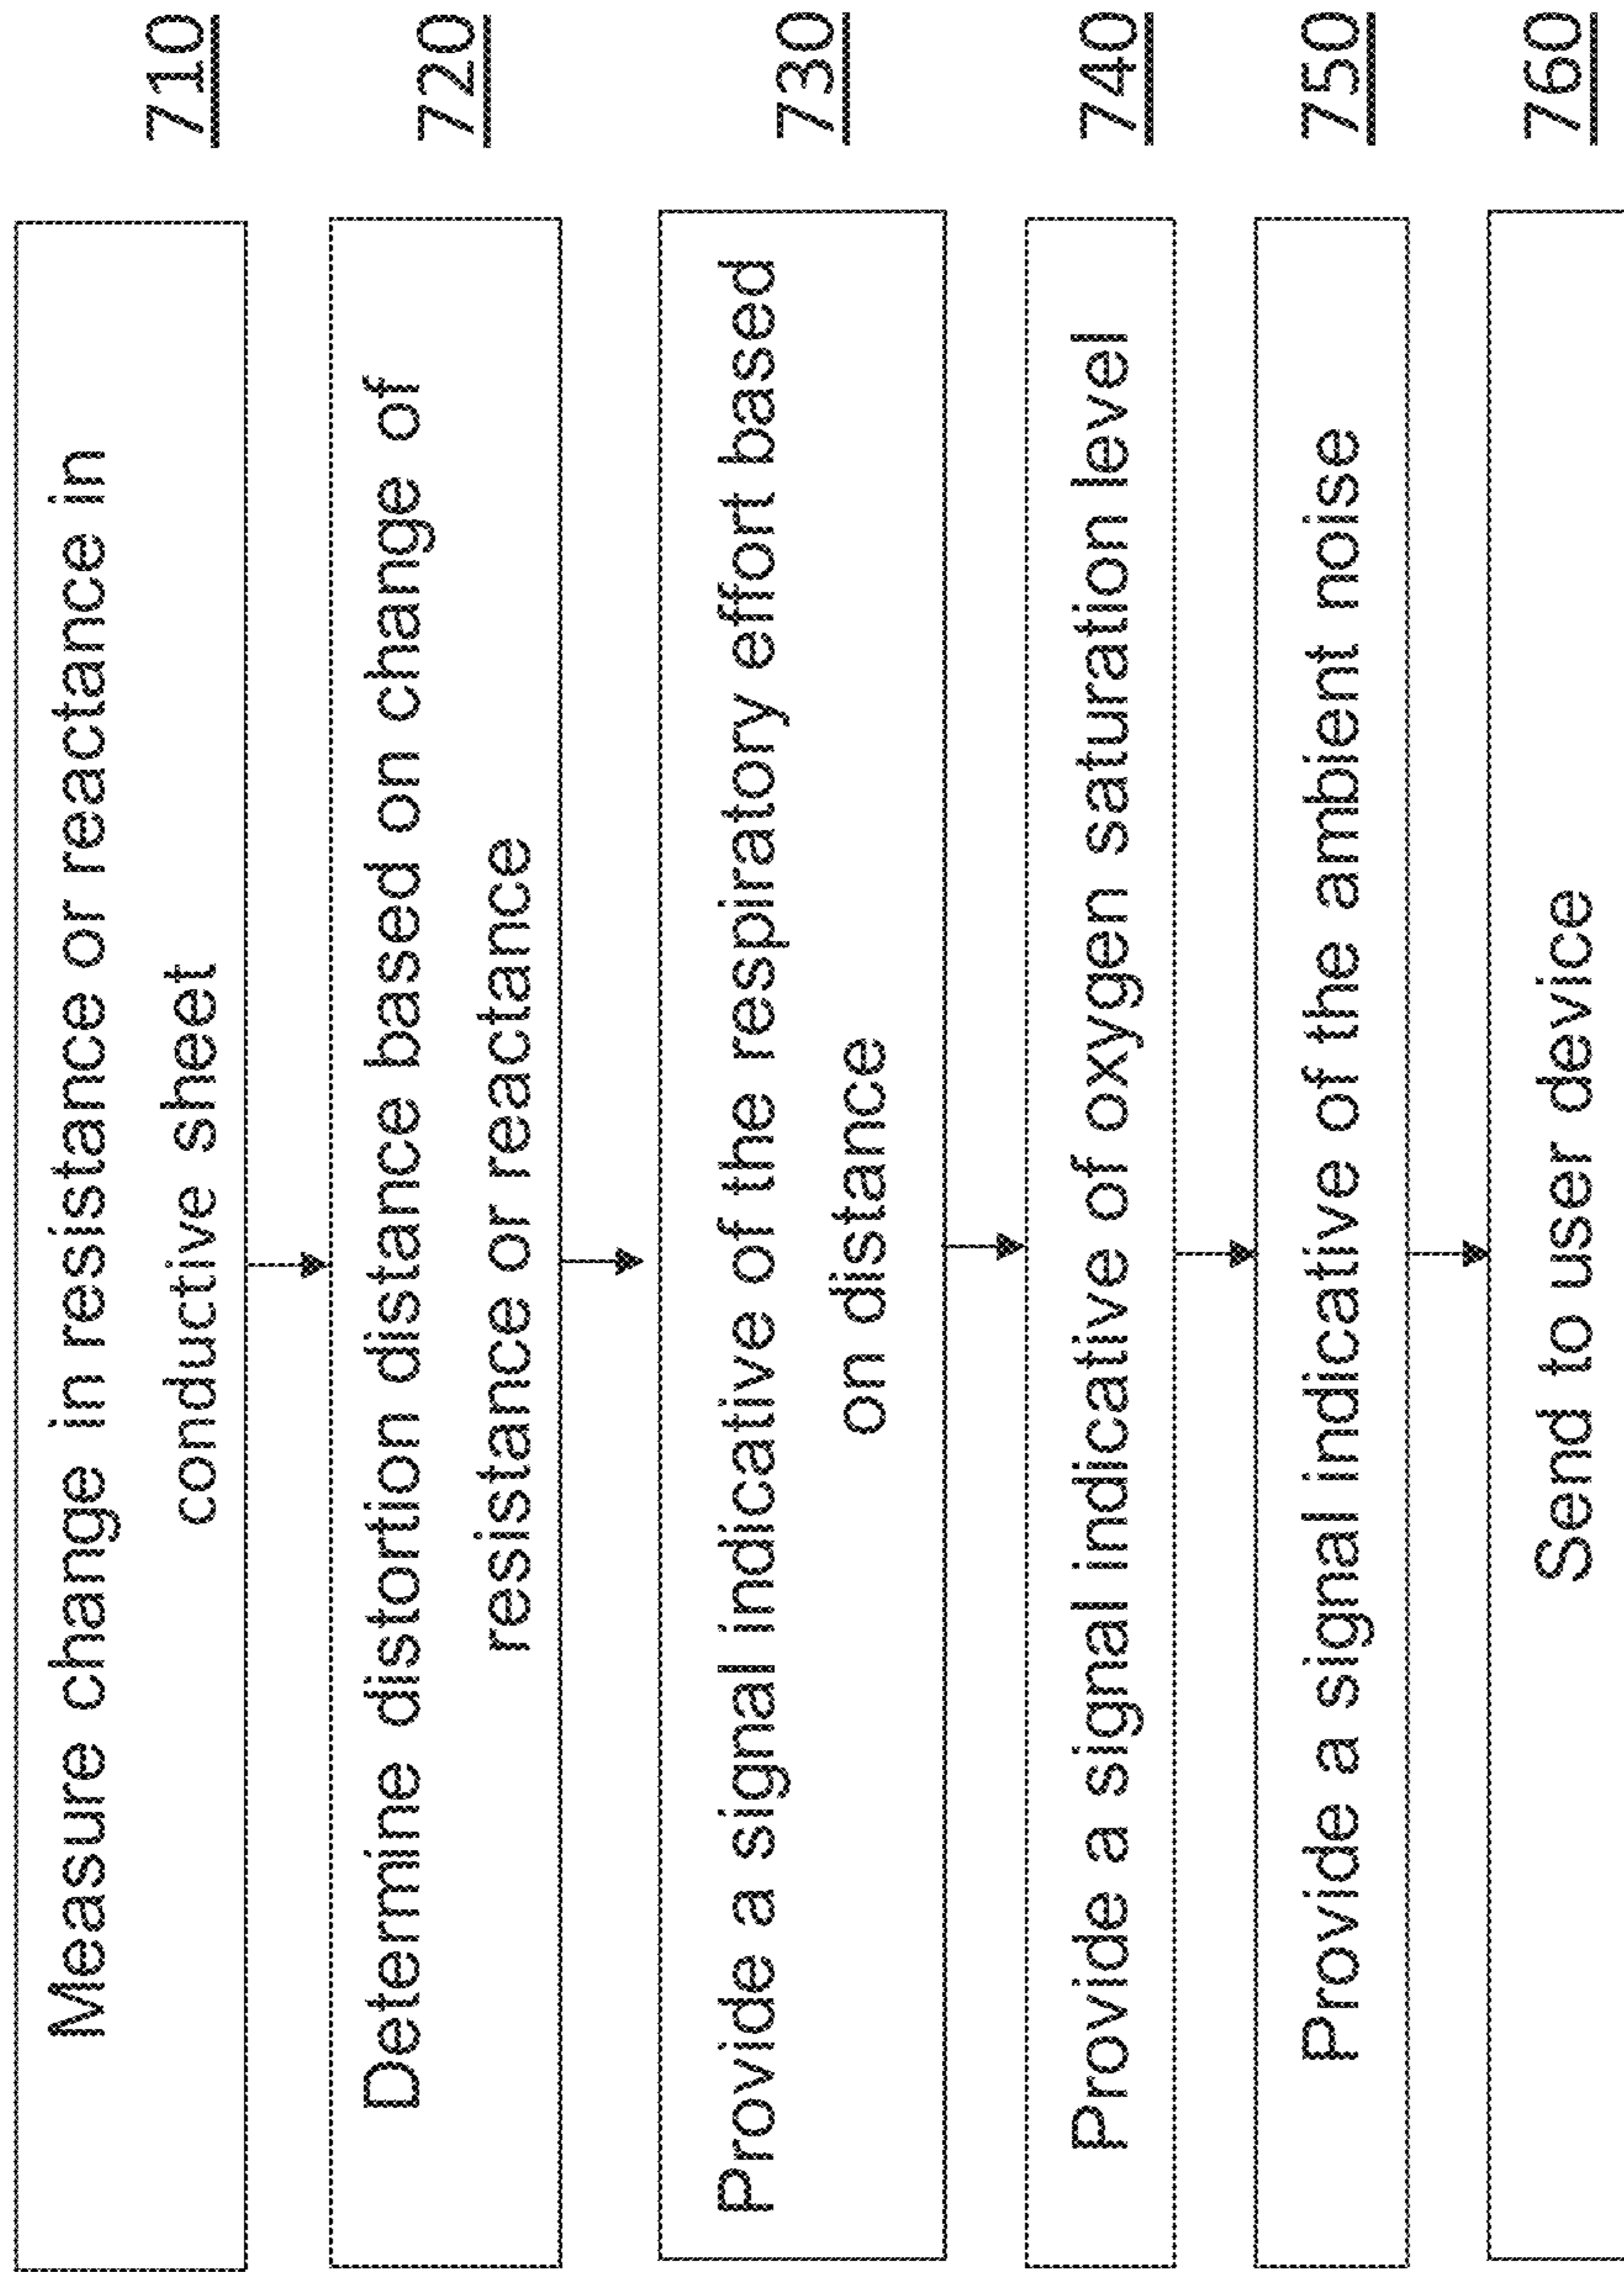 Measure change in resistance or reactance in
conductive sheet
710
Determine distortion distance based on change of
resistance or reactance
720
Provide a signal indicative of the respiratory effort based
on distance
730
Provide a signal indicative of oxygen saturation level
740
Provide a signal indicative of the ambient noise
750
Send to user device
760